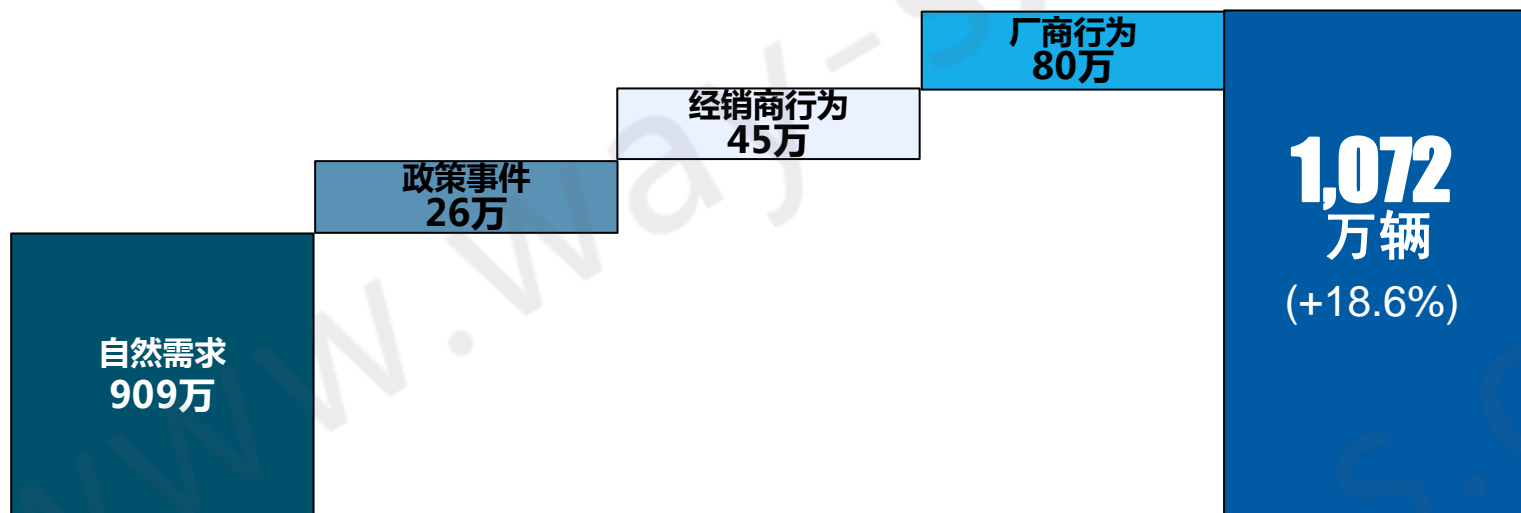 自然需求
909万
政策事件
26万
经销商行为
45万
厂商行为
80万
1,072
万辆
(+18.6%)